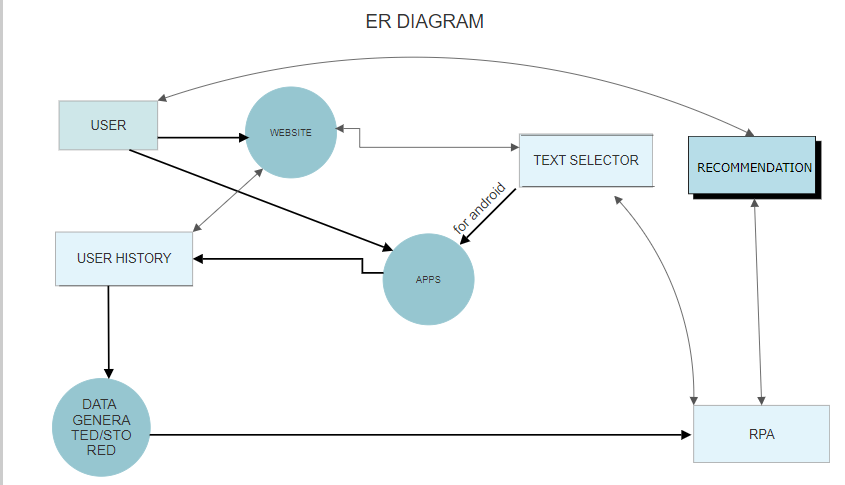 ER DIAGRAM
USER
WEBSITE
TEXT SELECTOR
RECOMMENDATION
for android
USER HISTORY
APPS
DATA
GENERA
TED/STO
RED
RPA